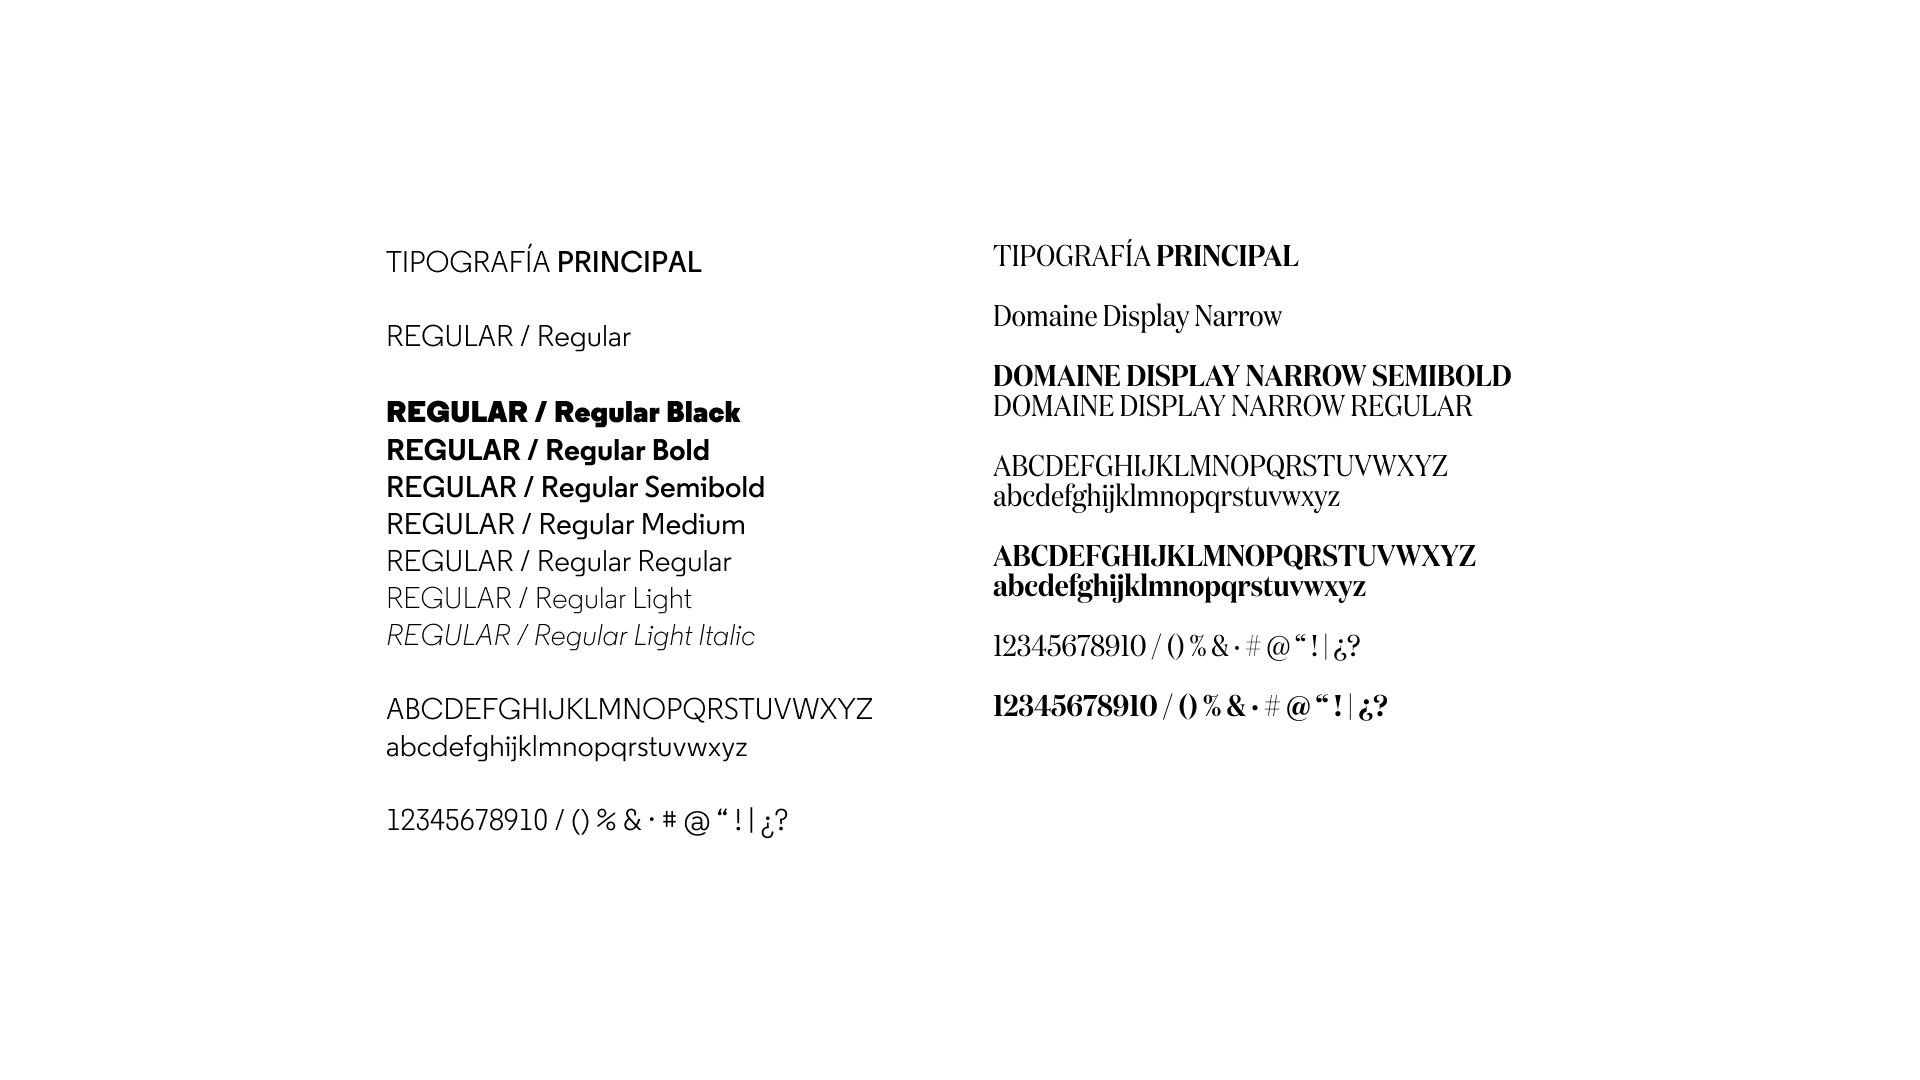 TIPOGRAFÍA PRINCIPAL
REGULAR / Regular
REGULAR / Regular Black
REGULAR / Regular Bold
REGULAR / Regular Semibold
REGULAR / Regular Medium
REGULAR / Regular Regular
REGULAR / Regular Light
REGULAR / Regular Light Italic
ABCDEFGHIJKLMNOPQRSTUVWXYZ
abcdefghijklmnopqrstuvwxyz
12345678910 / () % & · # @ “ ! | ¿?
TIPOGRAFÍA PRINCIPAL
Domaine Display Narrow
DOMAINE DISPLAY NARROW SEMIBOLD
DOMAINE DISPLAY NARROW REGULAR
ABCDEFGHIJKLMNOPQRSTUVWXYZ
abcdefghijklmnopqrstuvwxyz
ABCDEFGHIJKLMNOPQRSTUVWXYZ
abcdefghijklmnopqrstuvwxyz
12345678910 / () % & · # @ “ ! | ¿?
12345678910 / () % & · # @ “ ! | ¿?